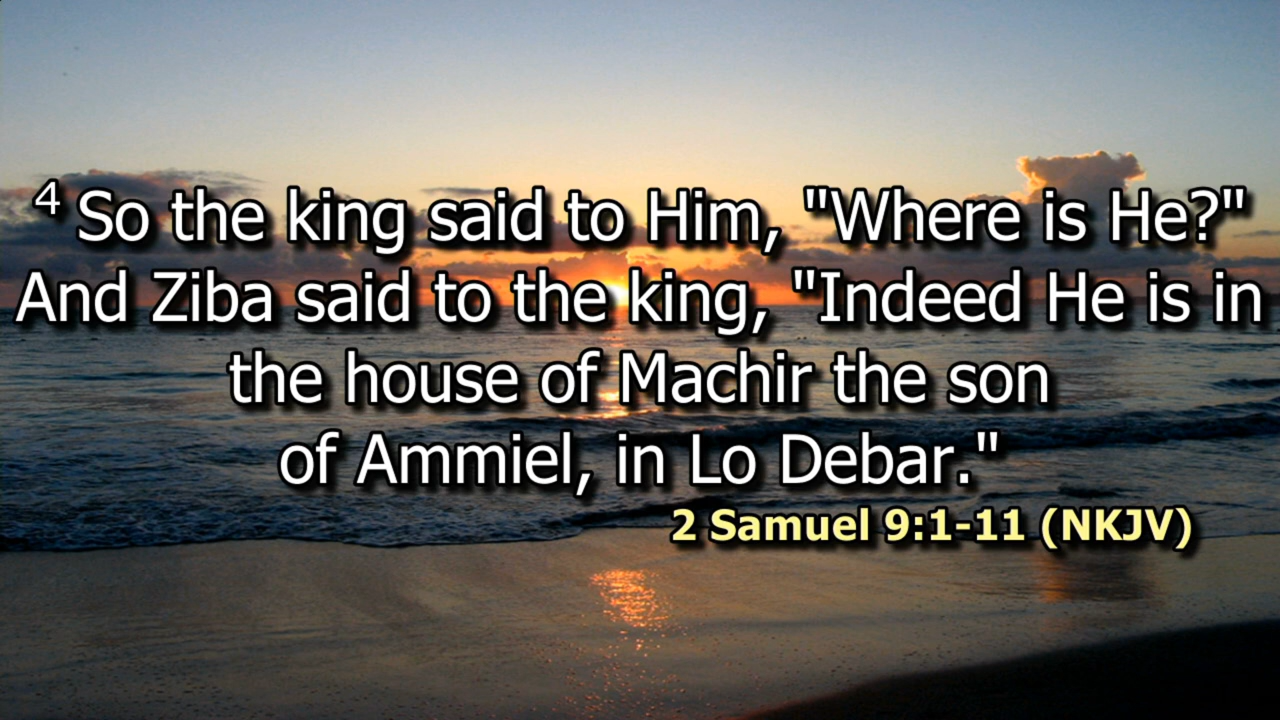 ⁴ So the king said to Him, "Where is He?"
And Ziba said to the king, "Indeed He is in
the house of Machir the son
of Ammiel, in Lo Debar."
2 Samuel 9:1-11 (NKJV)